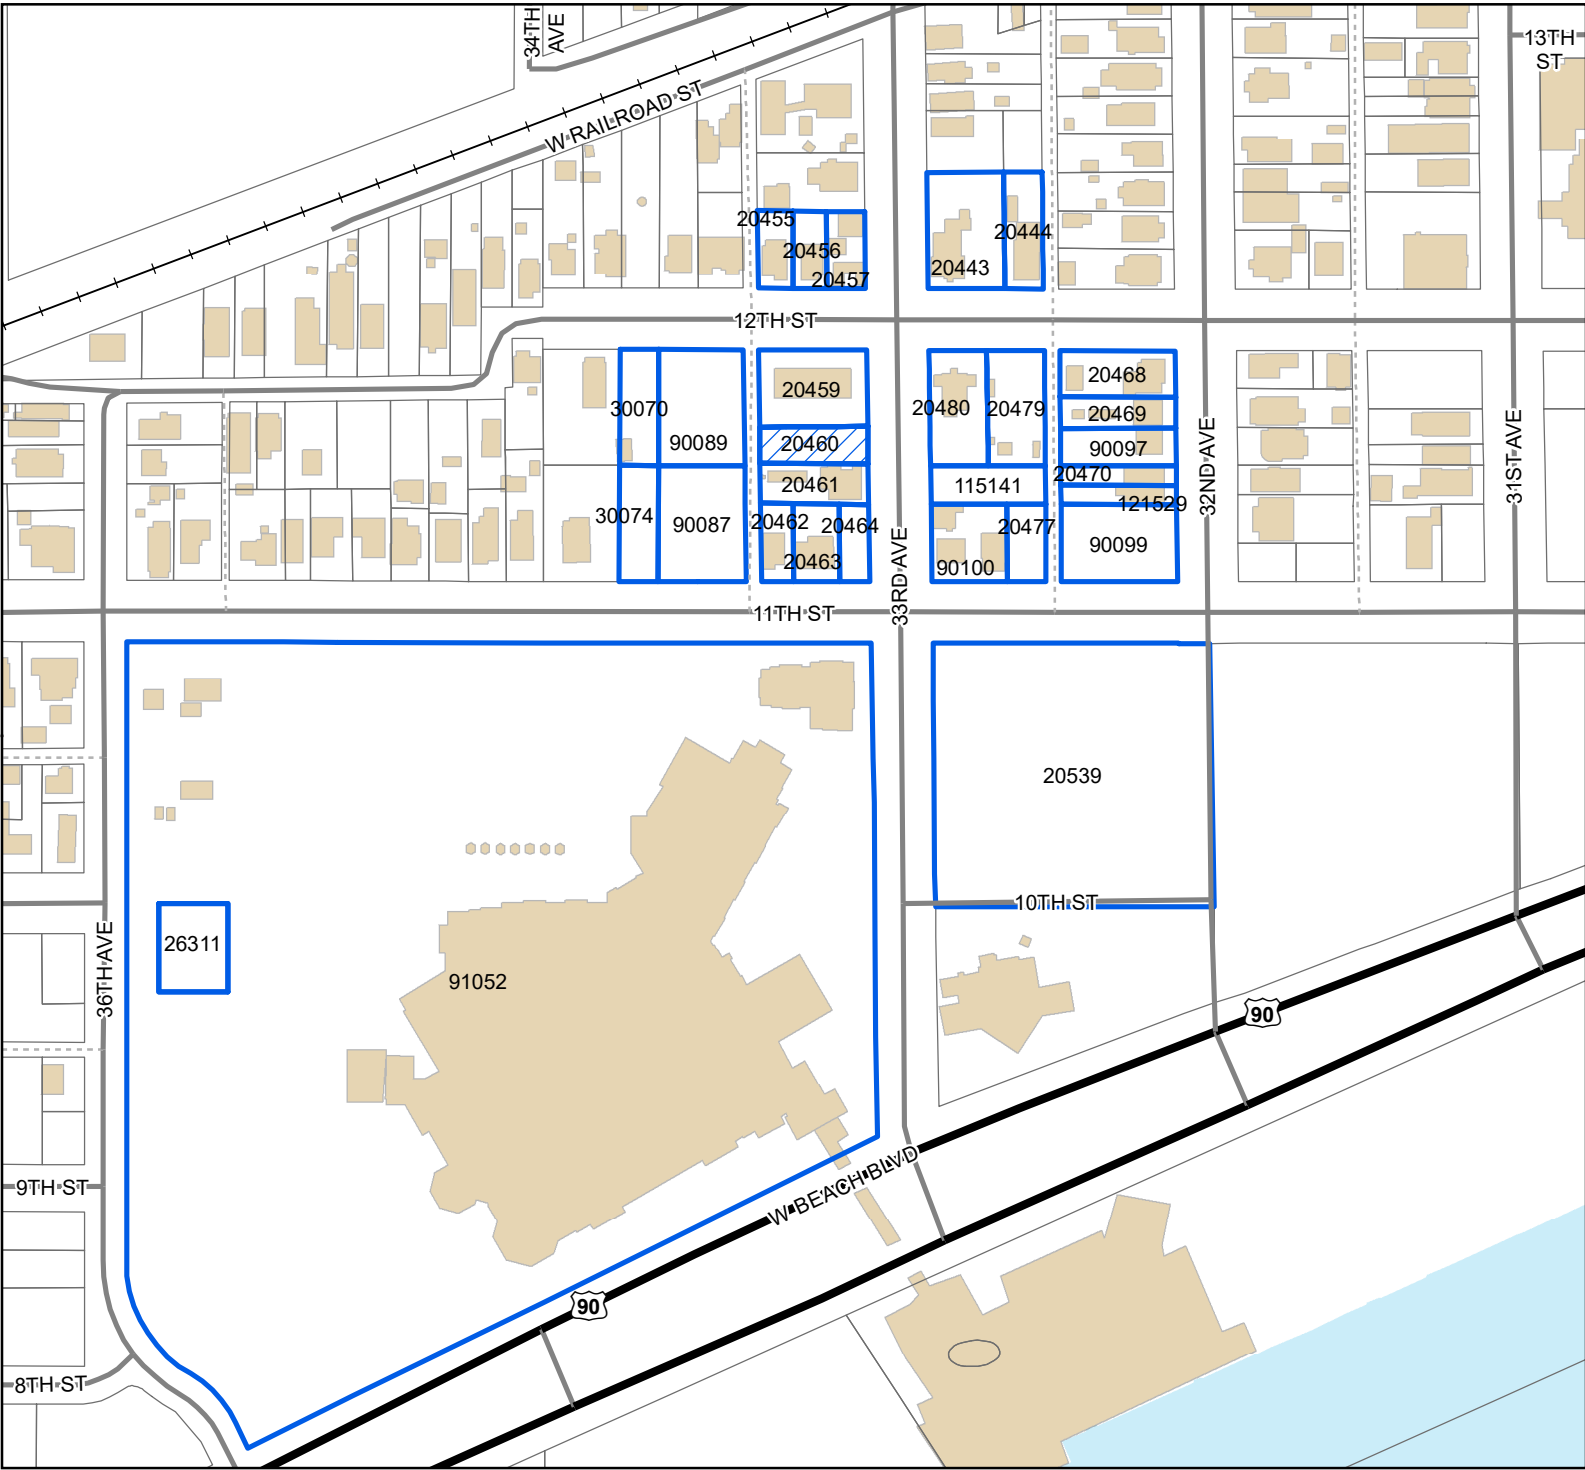 34TH
AVE
13TH
ST
W RAILROAD ST
20455
20456
20457
20444
20443
12TH ST
30070
90089
20459
20460
20461
20480
20479
20468
20469
90097
20470
115141
121529
30074
90087
20462
20464
20463
20477
90100
90099
32ND AVE
31ST AVE
33RD AVE
11TH ST
20539
10TH ST
26311
91052
36TH AVE
90
W BEACH BLVD
9TH ST
90
8TH ST